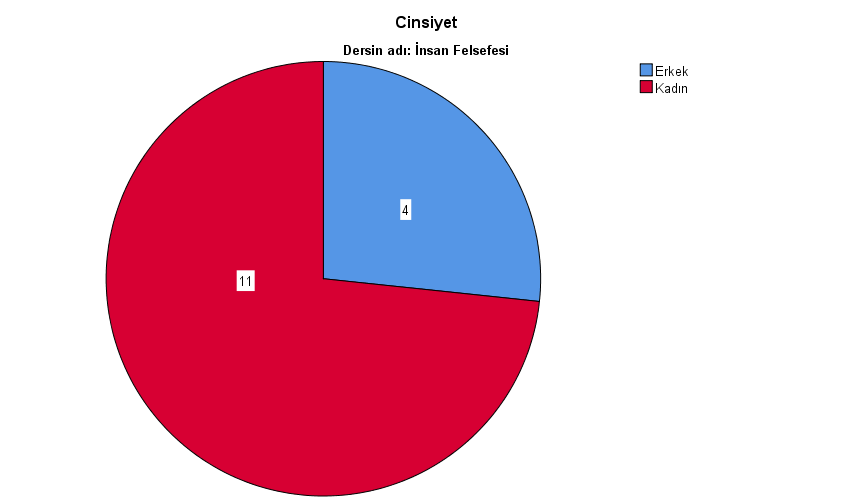 Cinsiyet
Dersin adı: İnsan Felsefesi
Erkek
Kadın
4
11